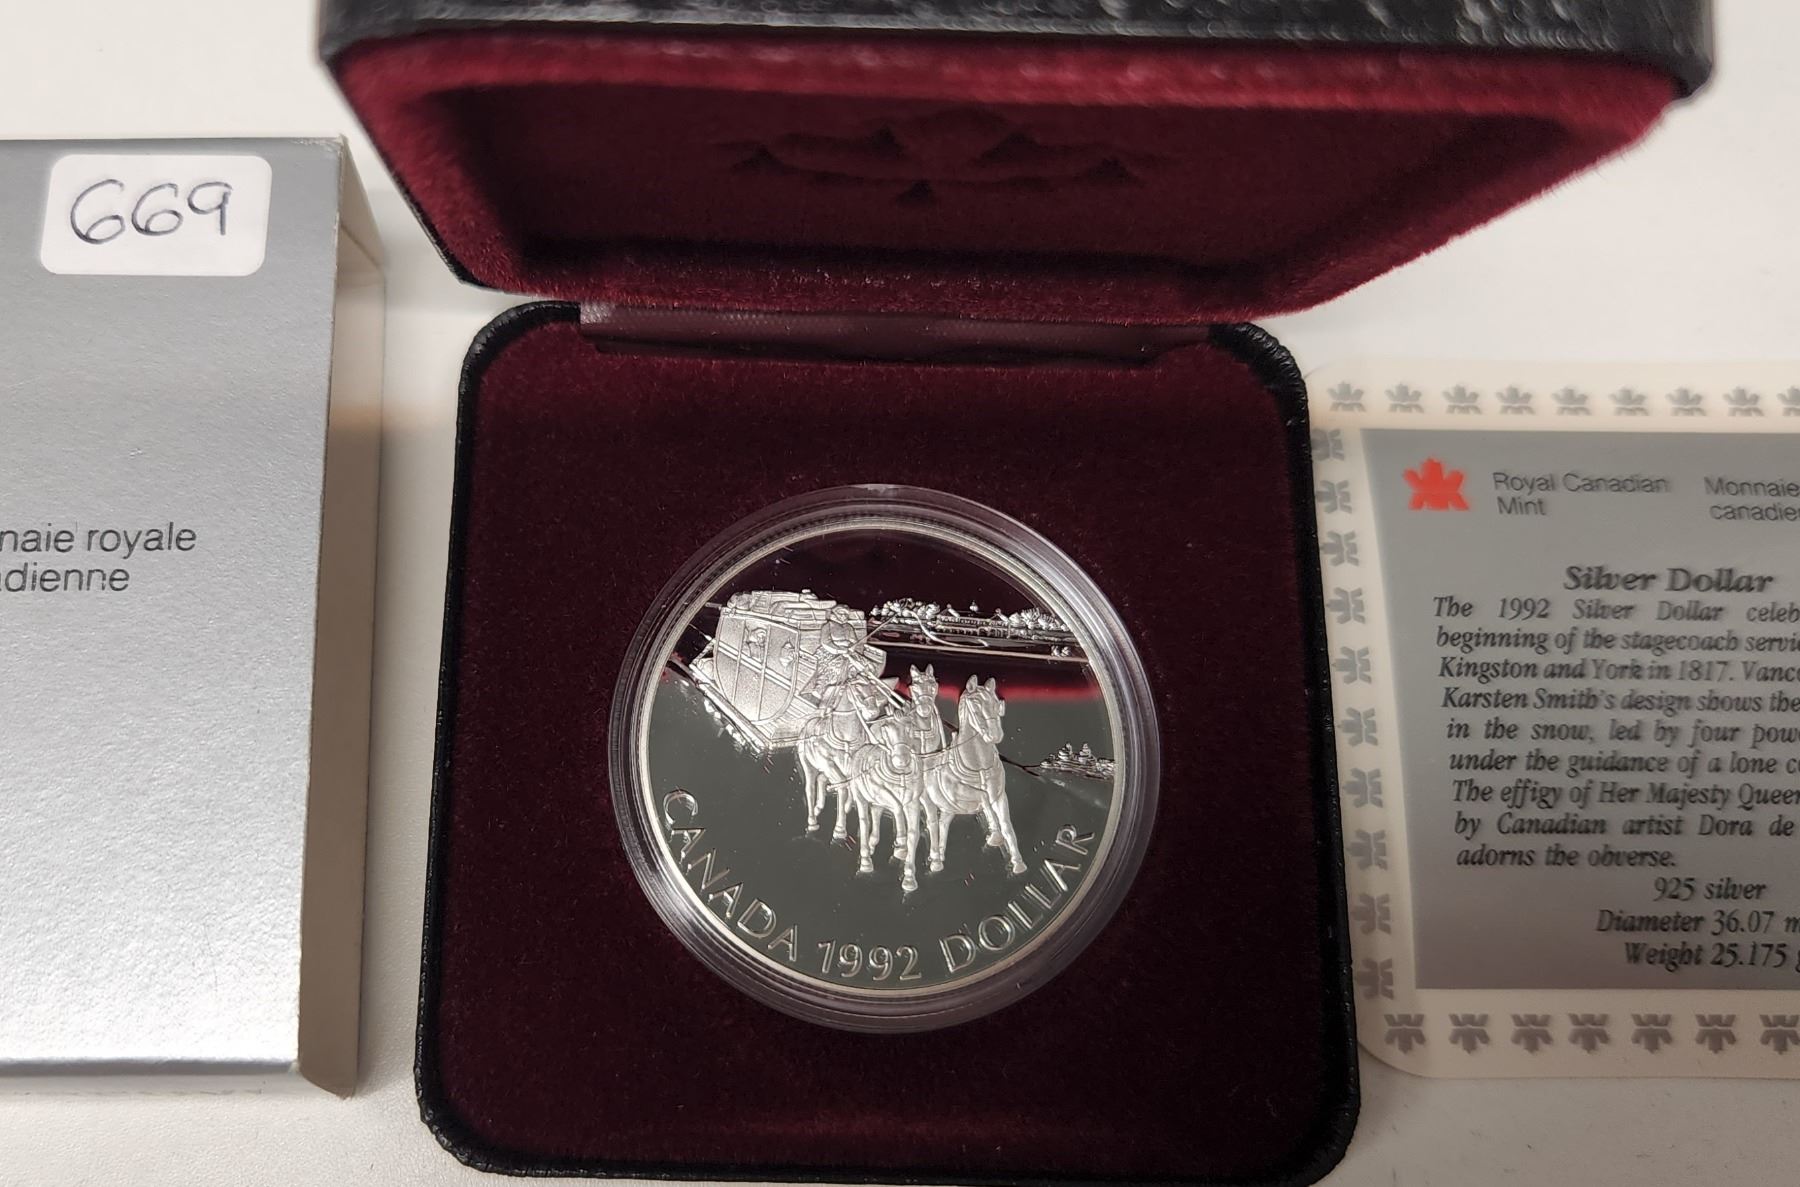 669
naie royale
dienne
CANADA 1992 DOLLAR
Royal Canadian
Mint
Monnaie
canadie
Silver Dollar
The 1992 Silver Dollar celeb
beginning of the stagecoach servi
Kingston and York in 1817. Vanc
Karsten Smith's design shows the
in the snow, led by four pow
under the guidance of a lone c
The effigy of Her Majesty Queen
by Canadian artist Dora de
adorns the obverse.
925 silver
Diameter 36.07 m
Weight 25.175 g